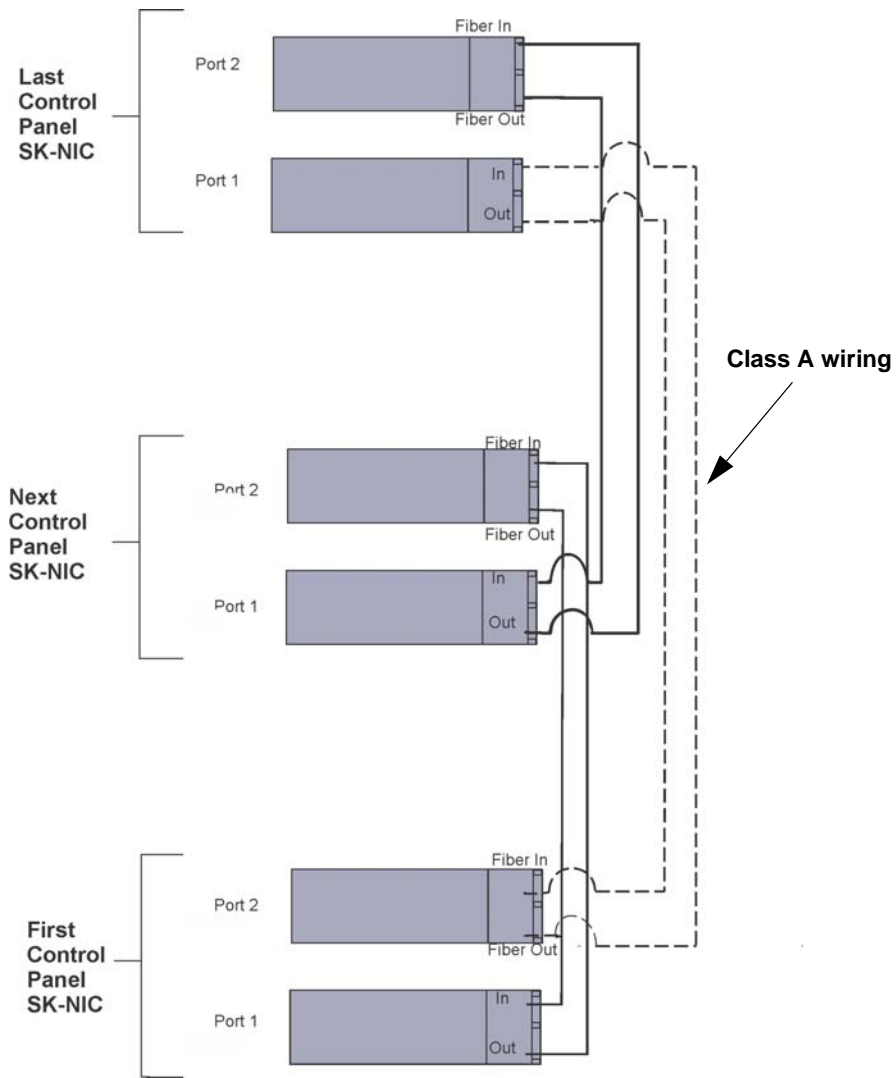 Last
Control
Panel
SK-NIC
Port 2
Fiber In
Fiber Out
Port 1
In
Out
Class A wiring
Next
Control
Panel
SK-NIC
Port 2
Fiber In
Fiber Out
Port 1
In
Out
First
Control
Panel
SK-NIC
Port 2
Fiber In
Fiber Out
Port 1
In
Out